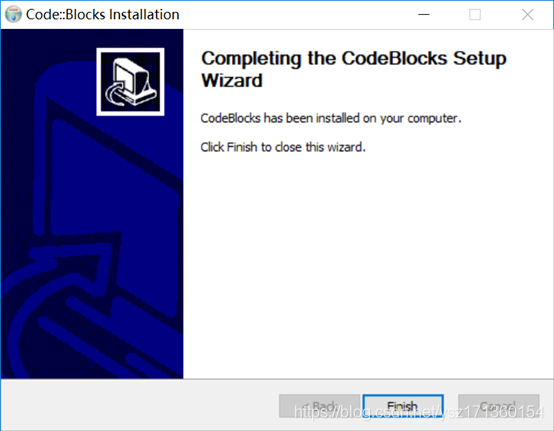 Code::Blocks Installation
Completing the CodeBlocks Setup
Wizard
CodeBlocks has been installed on your computer.
Click Finish to close this wizard.
< Back
Finish
Cancel
https://blog.csdn.net/ysz171360154